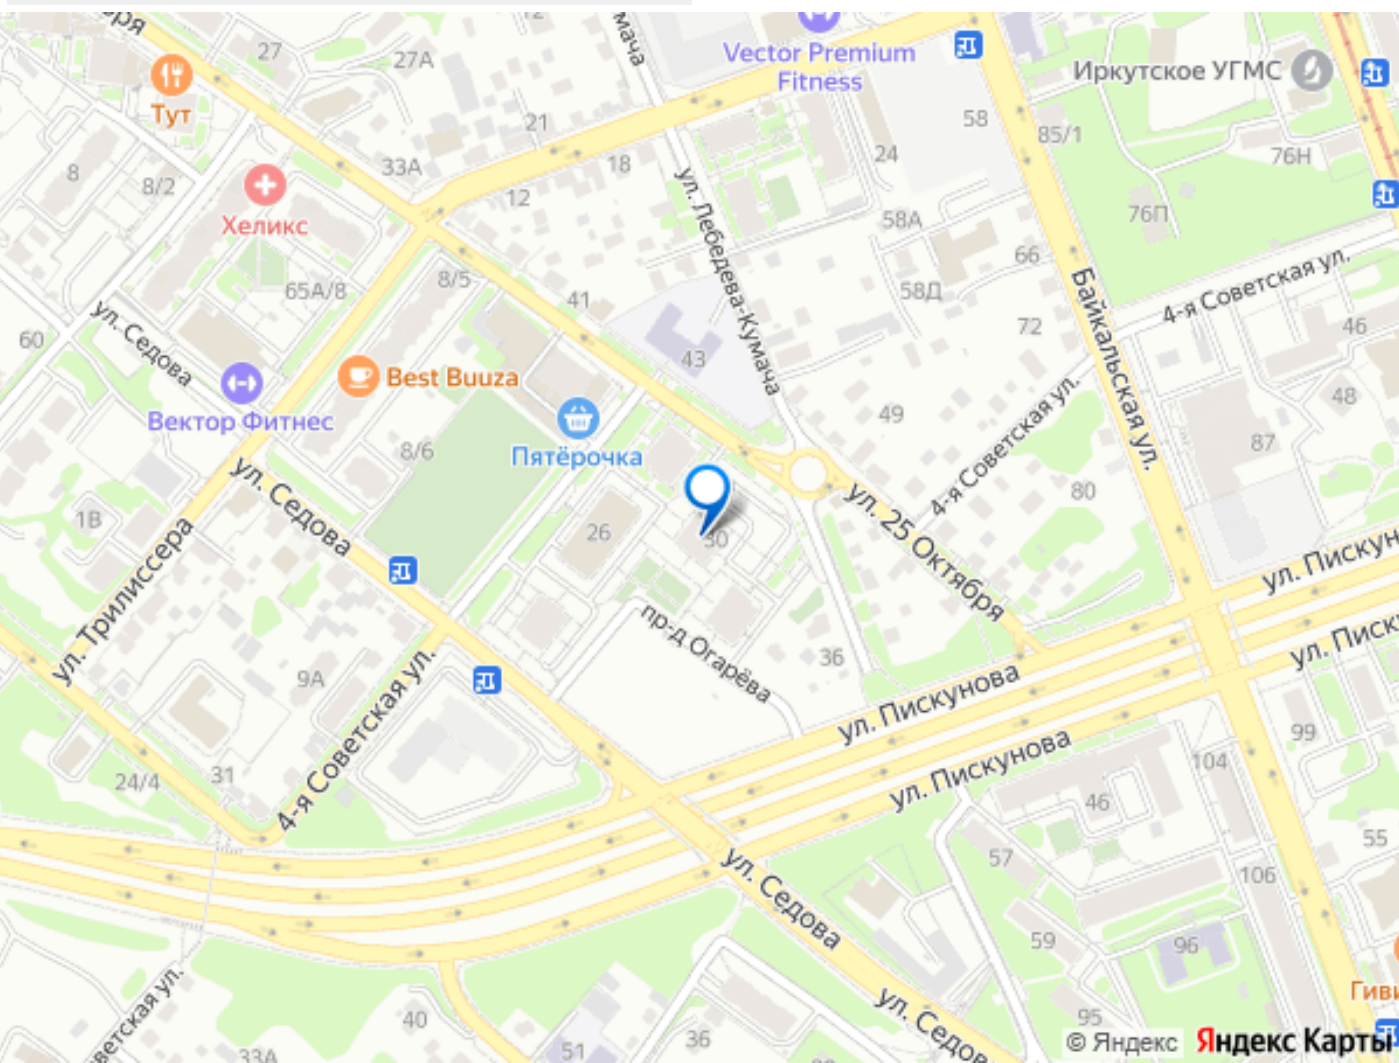 27
27А
Vector Premium
Fitness
Иркутское УГМС
Тут
21
58
85/1
76Н
8
8/2
33А
18
24
12
Хеликс
58А
76П
65А/8
8/5
41
ул. Лебедева-Кумача
66
58Д
Байкальская ул.
4-я Советская ул.
72
46
60
ул. Седова
43
Вектор Фитнес
Best Buuza
49
4-я Советская ул.
48
87
8/6
Пятёрочка
80
ул. Седова
1В
26
30
ул. 25 Октября
ул. Трилиссера
пр-д Огарёва
36
9А
4-я Советская ул.
ул. Пискунова
ул. Пискунова
99
104
24/4
31
46
55
57
106
ул. Седова
59
96
95
40
36
51
33А
© Яндекс Яндекс Карты